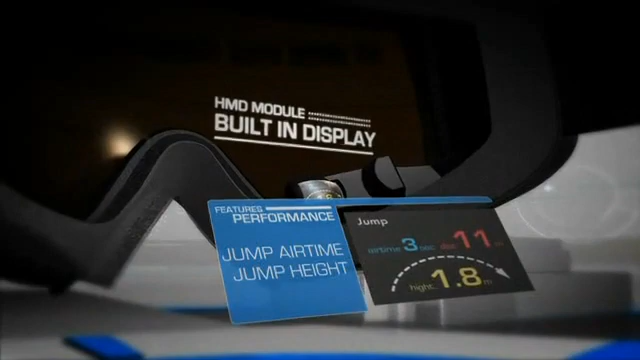 HMD MODULE
BUILT IN DISPLAY
FEATURES
PERFORMANCE
JUMP AIRTIME
JUMP HEIGHT
Jump
airtime 3 sec dist 11 m
hight 1.8 m